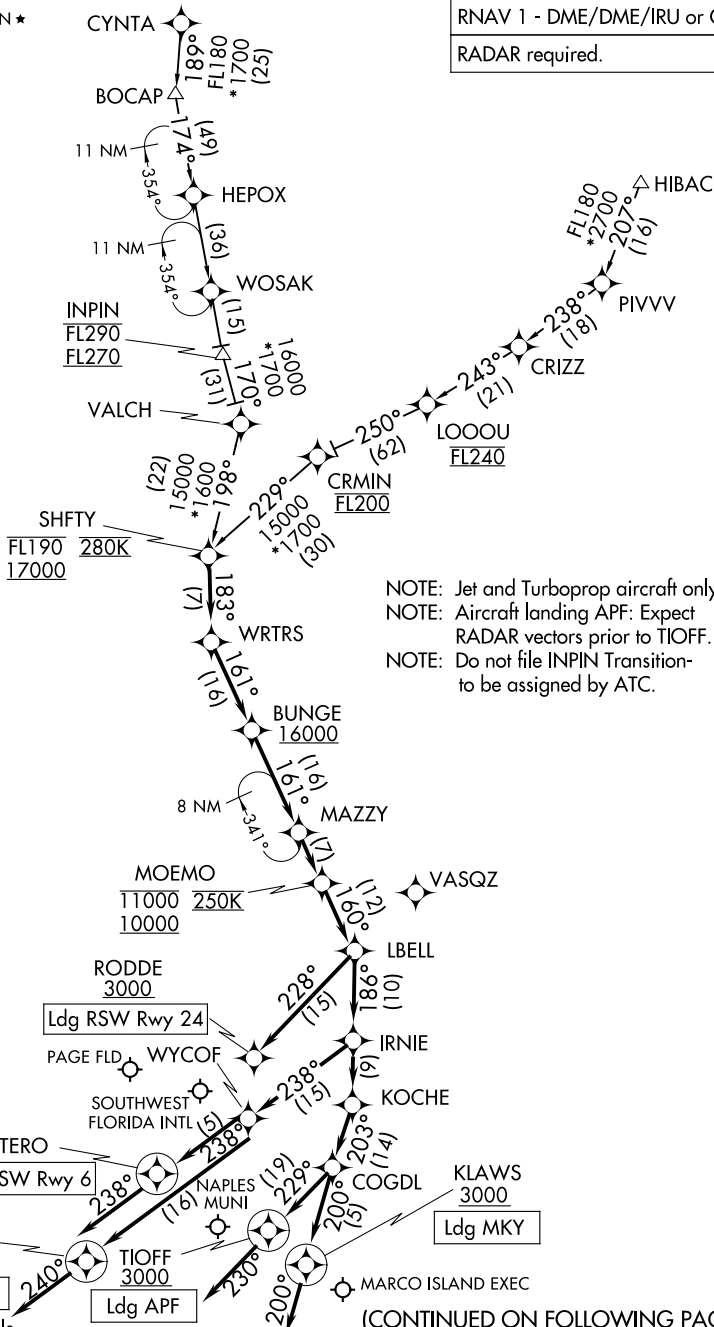 N★
RNAV 1 - DME/DME/IRU or
RADAR required.
CYNTA
189°
FL180
*1700
(25)
BOCAP
(49)
174°
11 NM
354°
HEPOX
(36)
11 NM
354°
WOSAK
(15)
INPIN
FL290
FL270
16000
*1700
170°
(31)
VALCH
HIBAC
FL180
*2700
207°
(16)
PIVVV
238°
(18)
CRIZZ
243°
(21)
LOOOU
FL240
250°
(62)
CRMIN
FL200
229°
15000
*1700
(30)
(22)
15000
*1600
198°
SHFTY
FL190 280K
17000
183°
(7)
WRTRS
161°
(16)
NOTE: Jet and Turboprop aircraft only
NOTE: Aircraft landing APF: Expect
RADAR vectors prior to TIOFF.
NOTE: Do not file INPIN Transition-
to be assigned by ATC.
BUNGE
16000
(16)
161°
8 NM
341°
MAZZY
(7)
MOEMO
11000 250K
10000
VASQZ
(12)
160°
LBELL
RODDE
3000
Ldg RSW Rwy 24
228°
(15)
186°
(10)
IRNIE
PAGE FLD
WYCOF
SOUTHWEST
FLORIDA INTL
238°
(15)
(9)
KOCHE
(5)
238°
203°
(14)
TERO
SW Rwy 6
238°
(16)
NAPLES
MUNI
(19)
229°
COGDL
200°
(5)
KLAWS
3000
Ldg MKY
240°
TIOFF
3000
Ldg APF
230°
200°
MARCO ISLAND EXEC
(CONTINUED ON FOLLOWING PAG